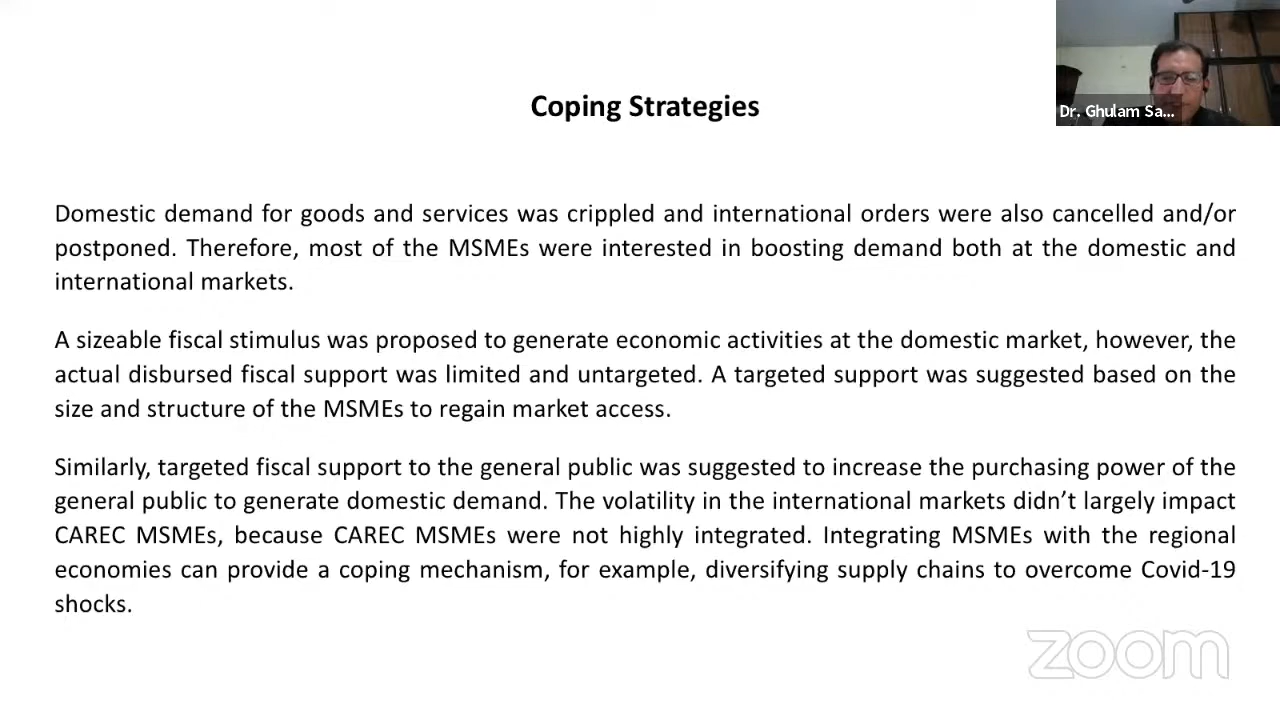 Coping Strategies
Dr. Ghulam Sa...
Domestic demand for goods and services was crippled and international orders were also cancelled and/or
postponed. Therefore, most of the MSMEs were interested in boosting demand both at the domestic and
international markets.
A sizeable fiscal stimulus was proposed to generate economic activities at the domestic market, however, the
actual disbursed fiscal support was limited and untargeted. A targeted support was suggested based on the
size and structure of the MSMEs to regain market access.
Similarly, targeted fiscal support to the general public was suggested to increase the purchasing power of the
general public to generate domestic demand. The volatility in the international markets didn’t largely impact
CAREC MSMEs, because CAREC MSMEs were not highly integrated. Integrating MSMEs with the regional
economies can provide a coping mechanism, for example, diversifying supply chains to overcome Covid-19
shocks.
zoom